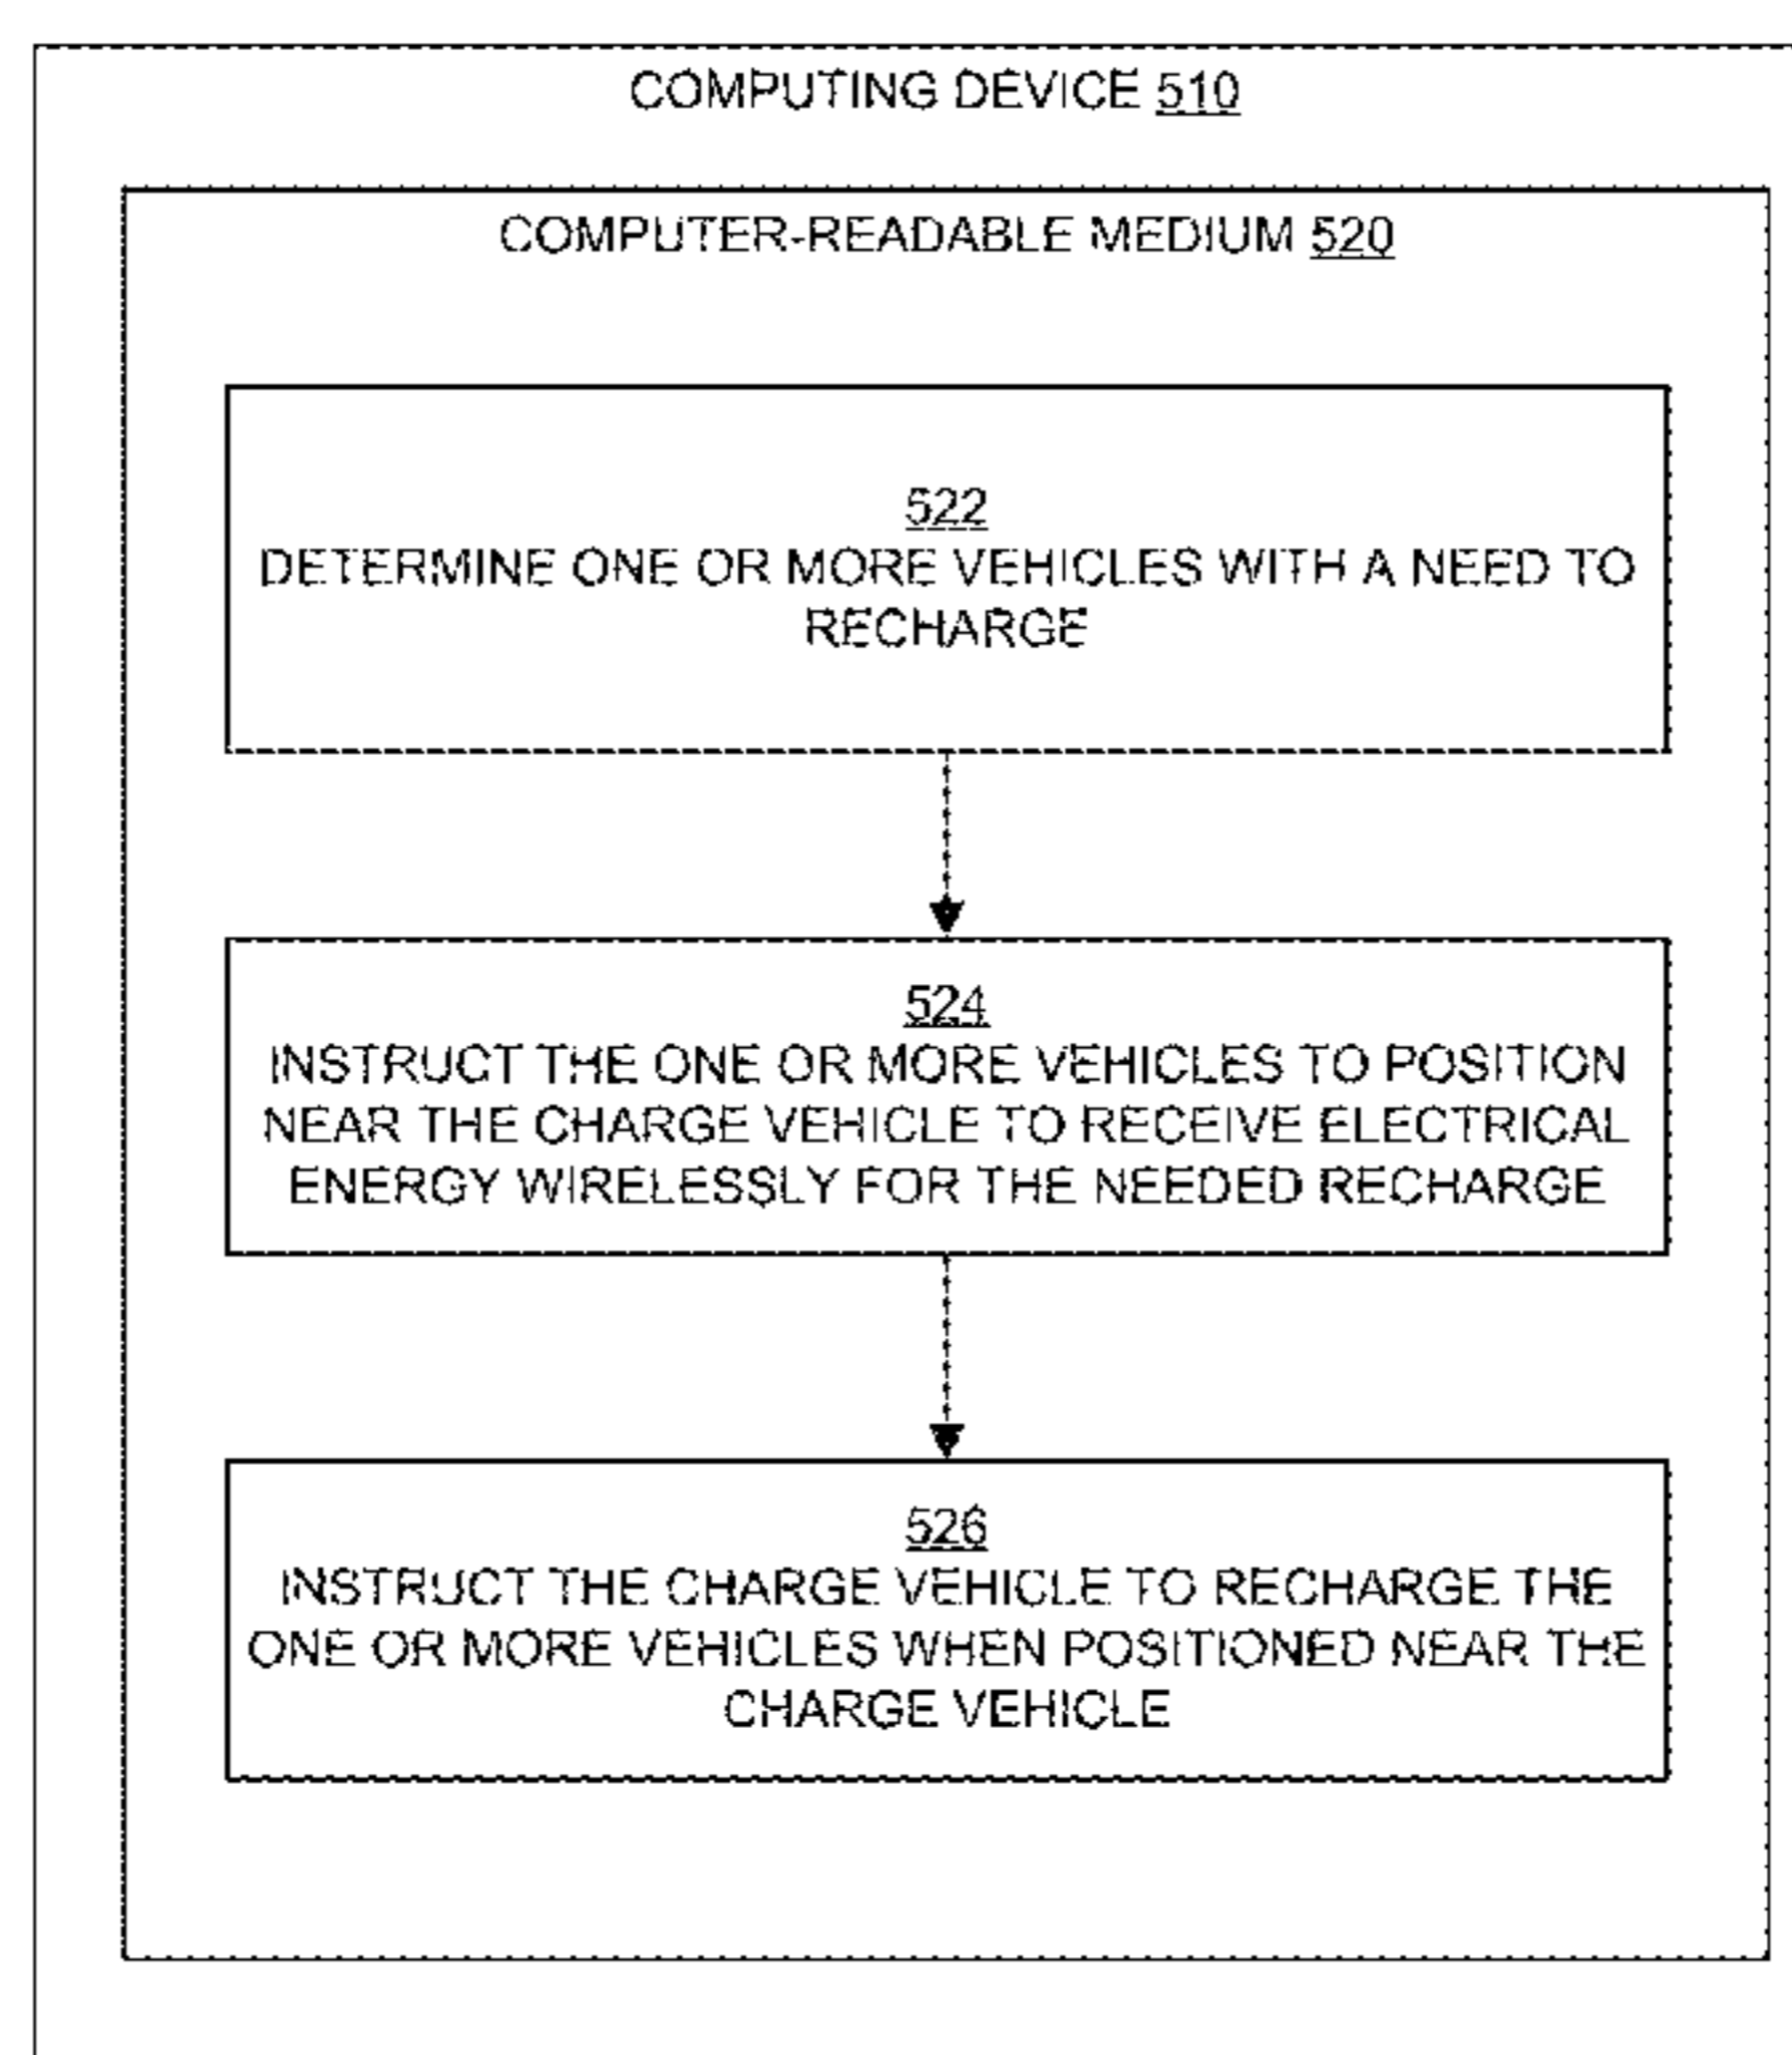 COMPUTING DEVICE 510
COMPUTER-READABLE MEDIUM 520
522
DETERMINE ONE OR MORE VEHICLES WITH A NEED TO
RECHARGE
524
INSTRUCT THE ONE OR MORE VEHICLES TO POSITION
NEAR THE CHARGE VEHICLE TO RECEIVE ELECTRICAL
ENERGY WIRELESSLY FOR THE NEEDED RECHARGE
526
INSTRUCT THE CHARGE VEHICLE TO RECHARGE THE
ONE OR MORE VEHICLES WHEN POSITIONED NEAR THE
CHARGE VEHICLE